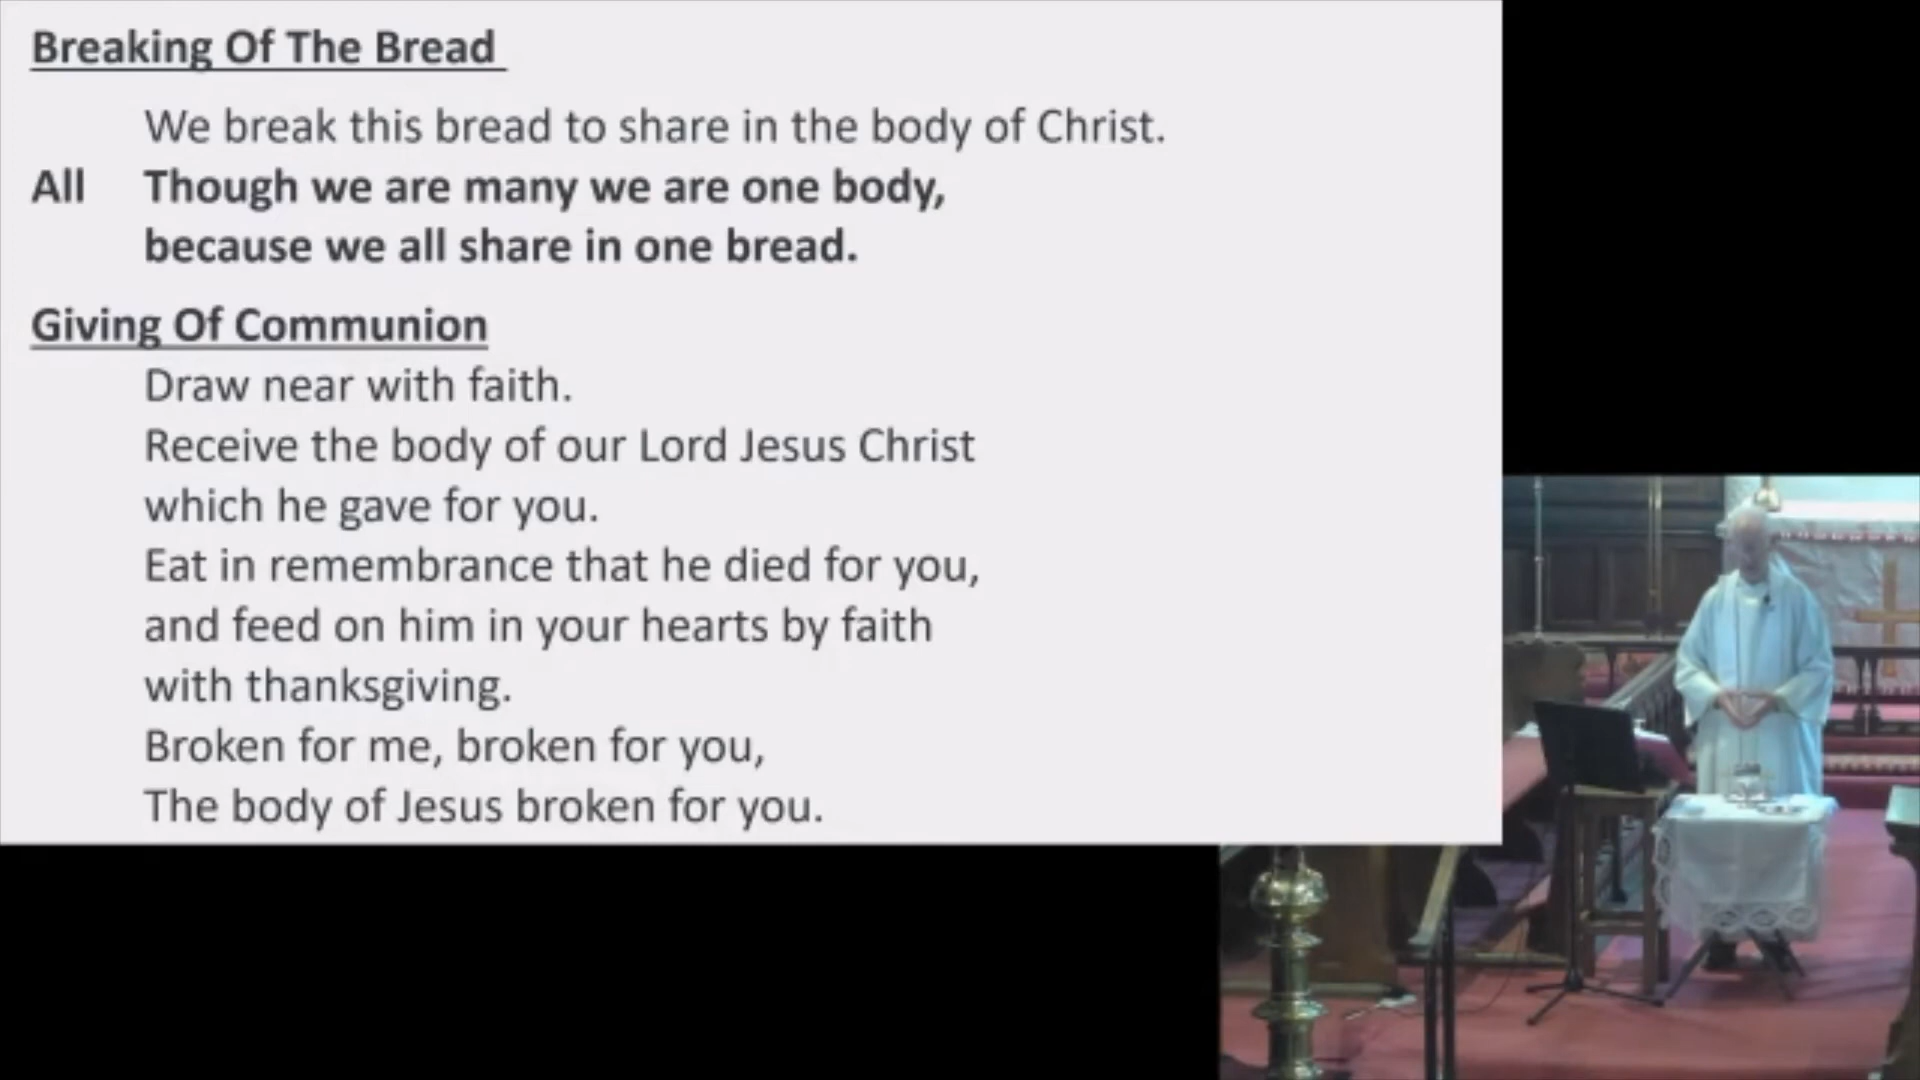 Breaking Of The Bread
We break this bread to share in the body of Christ.
All Though we are many we are one body,
because we all share in one bread.
Giving Of Communion
Draw near with faith.
Receive the body of our Lord Jesus Christ
which he gave for you.
Eat in remembrance that he died for you,
and feed on him in your hearts by faith
with thanksgiving.
Broken for me, broken for you,
The body of Jesus broken for you.